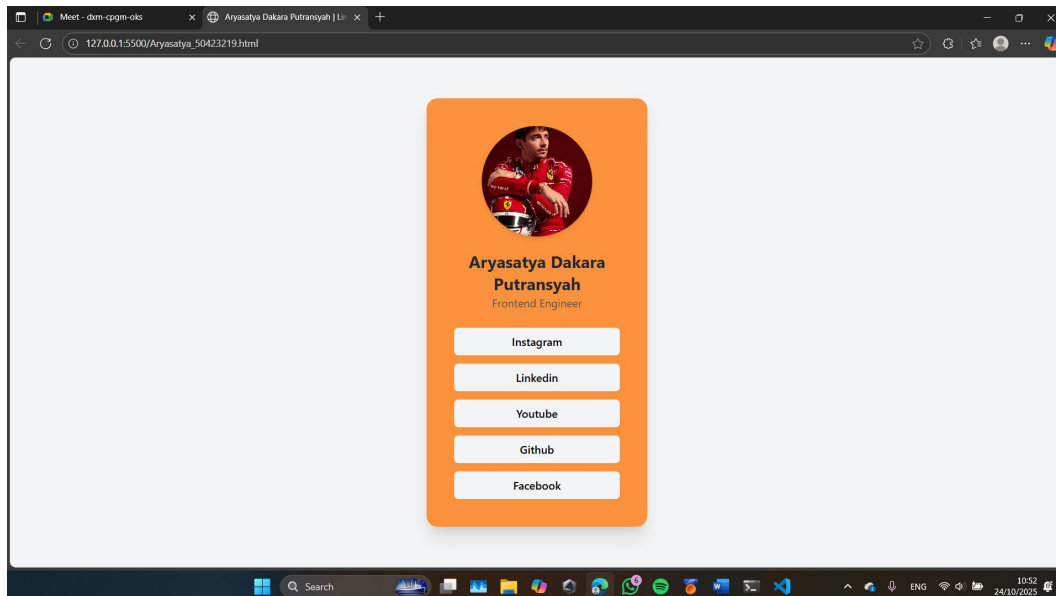 Meet - dxm-cpgm-oks
Aryasatya Dakara Putransyah | Lin
127.0.0.1:5500/Aryasatya_50423219.html
Aryasatya Dakara
Putransyah
Frontend Engineer
Instagram
Linkedin
Youtube
Github
Facebook
Search
6
ENG
10:52
24/10/2025